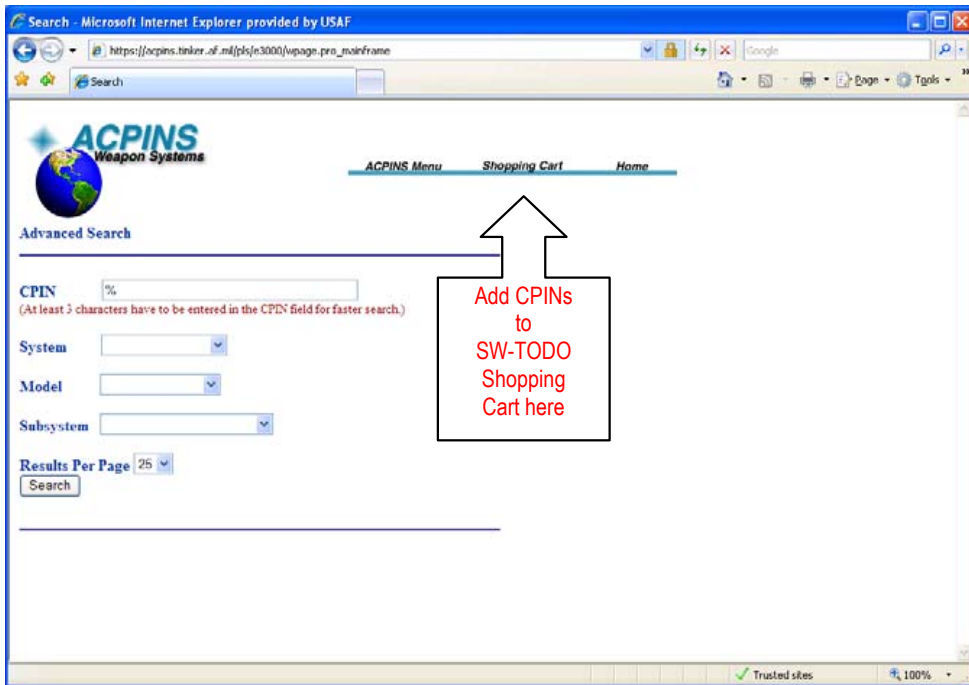 Search - Microsoft Internet Explorer provided by USAF
https://acpins.tinker.af.mil/pls/e3000/wpage.pro_mainframe
Google
Search
Page
Tools
ACPINS
Weapon Systems
ACPINS Menu Shopping Cart Home
Advanced Search
CPIN %
(At least 3 characters have to be entered in the CPIN field for faster search.)
System
Model
Subsystem
Results Per Page 25
Search
Add CPINs
to
SW-TODO
Shopping
Cart here
Trusted sites 100%